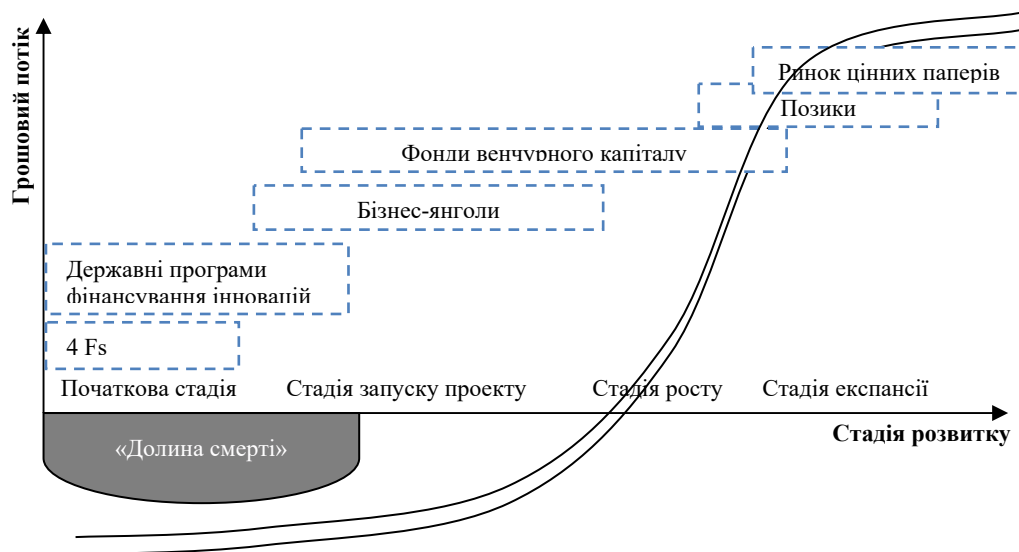 Грошовий потік
Ринок цінних паперів
Позики
Фонди венчурного капіталу
Бізнес-янголи
Державні програми
фінансування інновацій
4 Fs
Початкова стадія
Стадія запуску проекту
Стадія росту
Стадія експансії
Стадія розвитку
«Долина смерті»